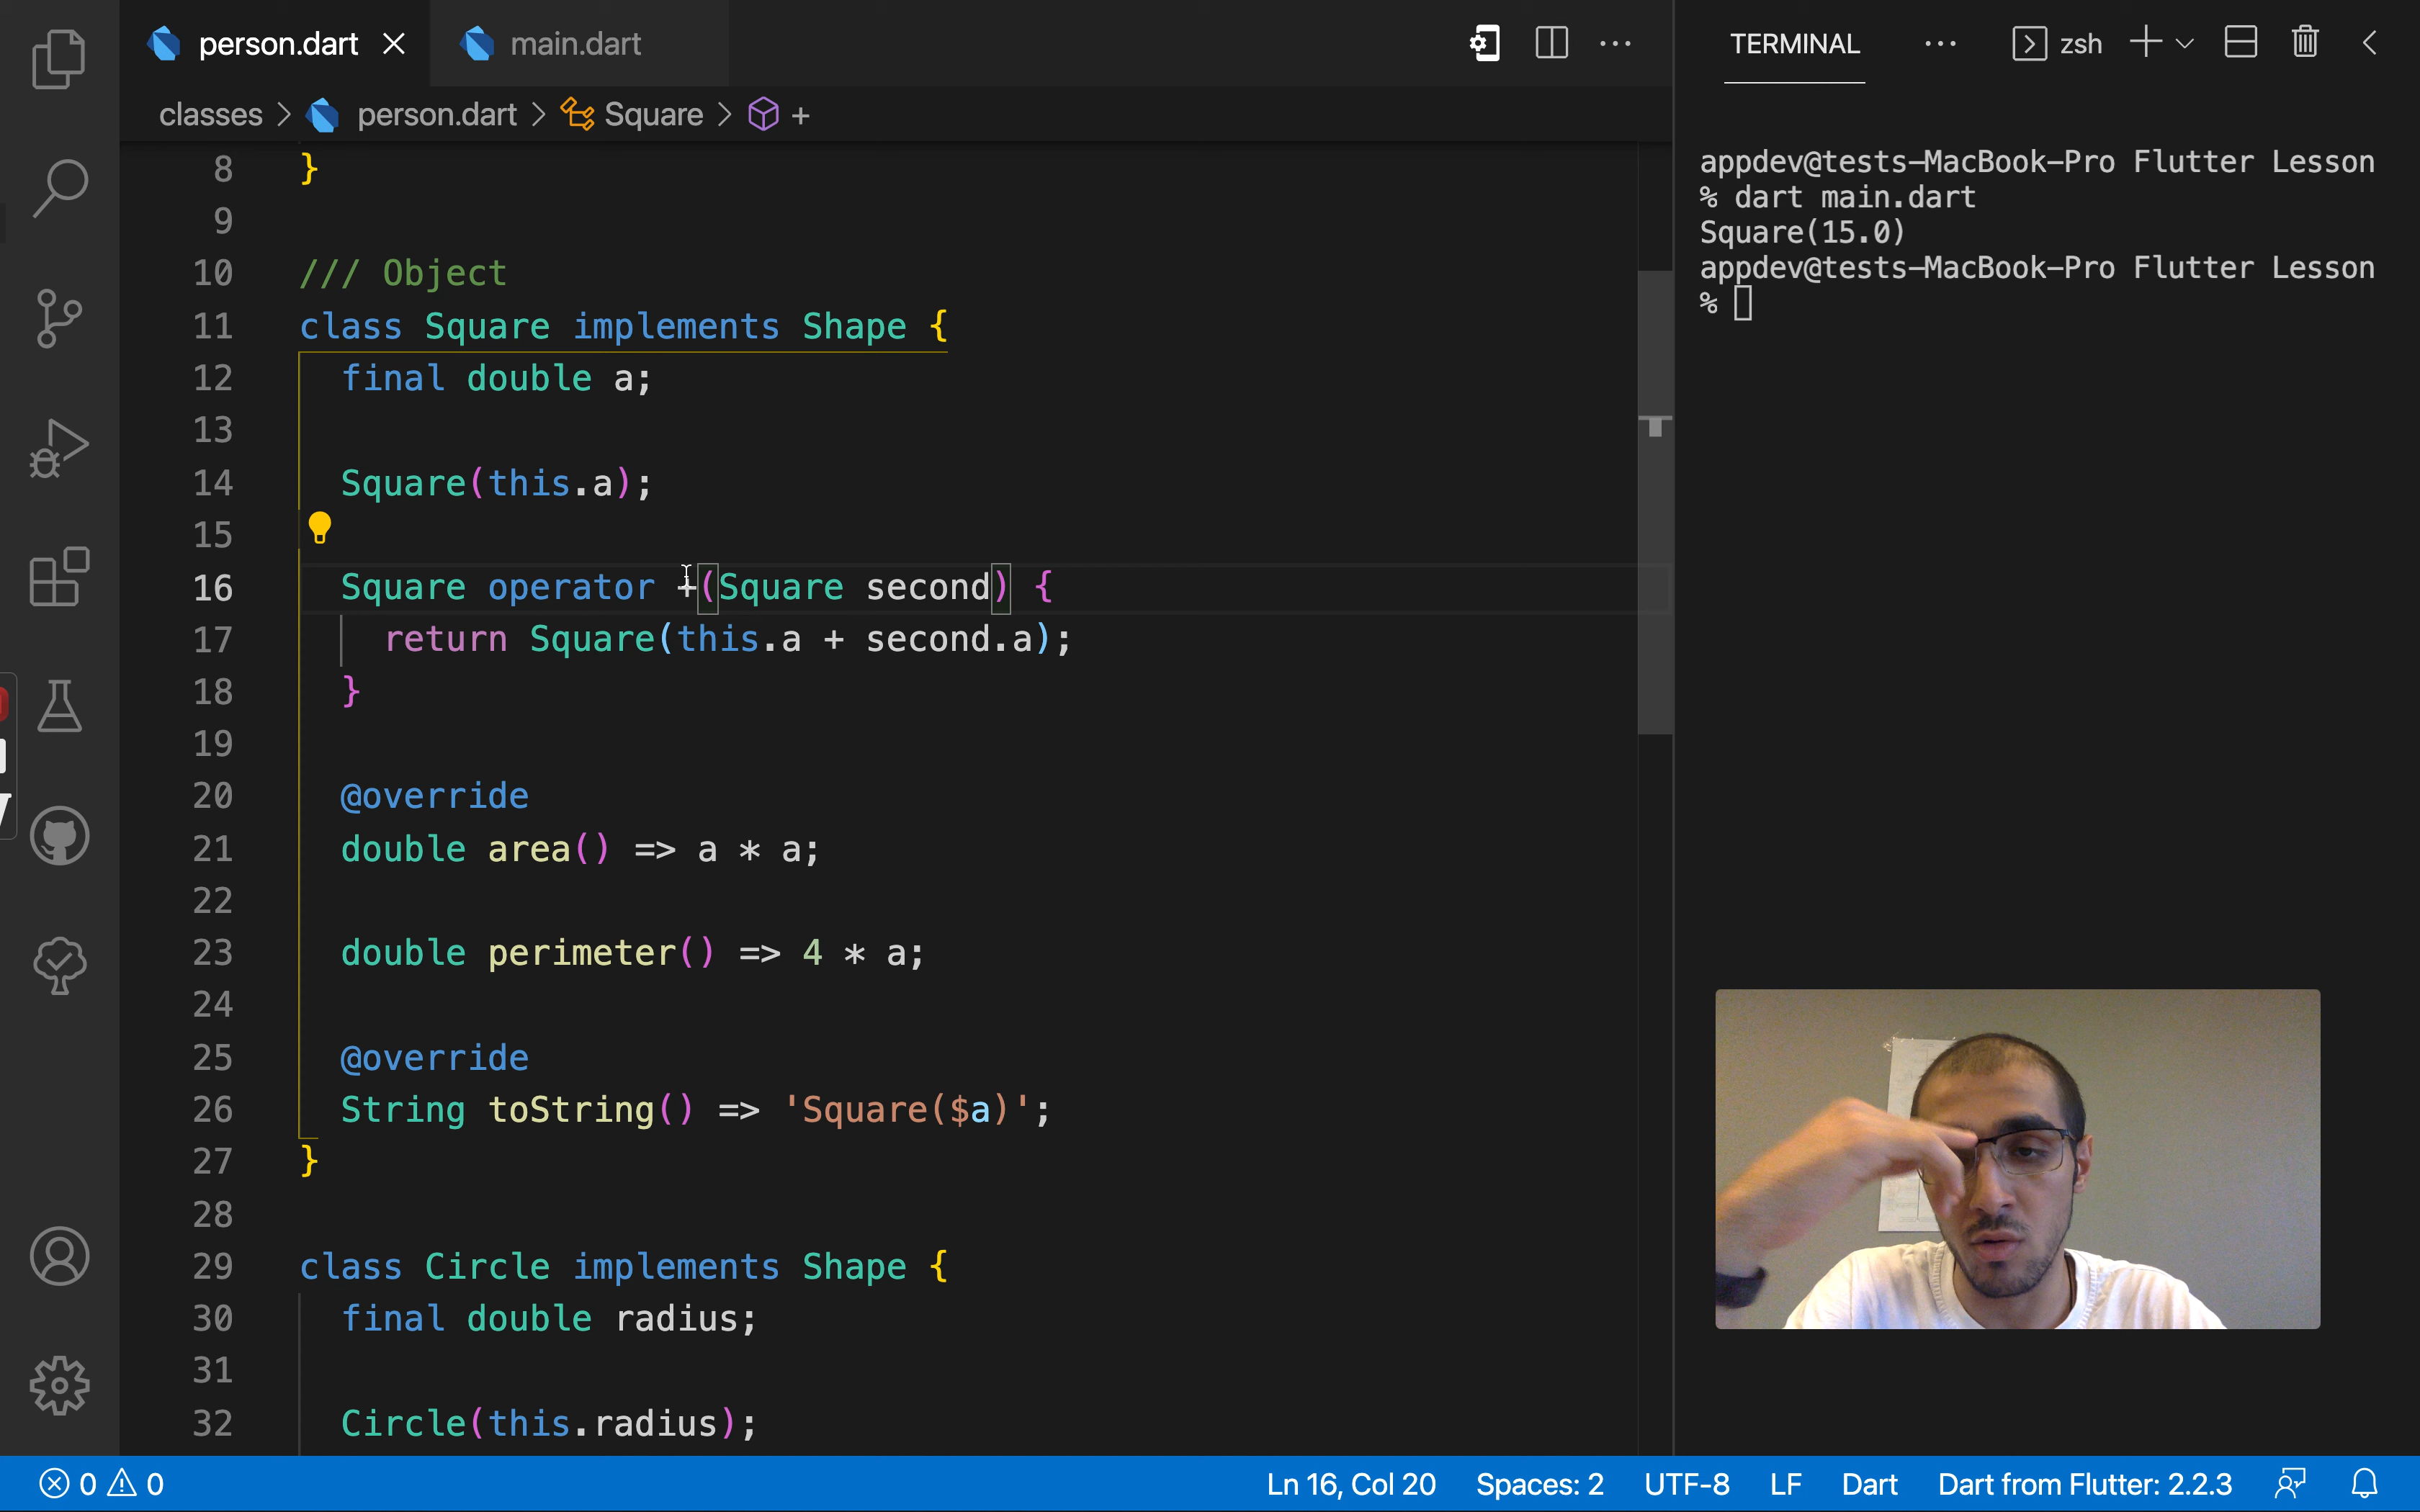 person.dart
main.dart
TERMINAL
zsh
classes > person.dart > Square > +
8 }
9
10 /// Object
11 class Square implements Shape {
12 final double a;
13
14 Square(this.a);
15
16 Square operator +(Square second) {
17 return Square(this.a + second.a);
18 }
19
20 @override
21 double area() => a * a;
22
23 double perimeter() => 4 * a;
24
25 @override
26 String toString() => 'Square($a)';
27 }
28
29 class Circle implements Shape {
30 final double radius;
31
32 Circle(this.radius);
appdev@tests-MacBook-Pro Flutter Lesson
% dart main.dart
Square(15.0)
appdev@tests-MacBook-Pro Flutter Lesson
%
0 0
Ln 16, Col 20
Spaces: 2
UTF-8
LF
Dart
Dart from Flutter: 2.2.3